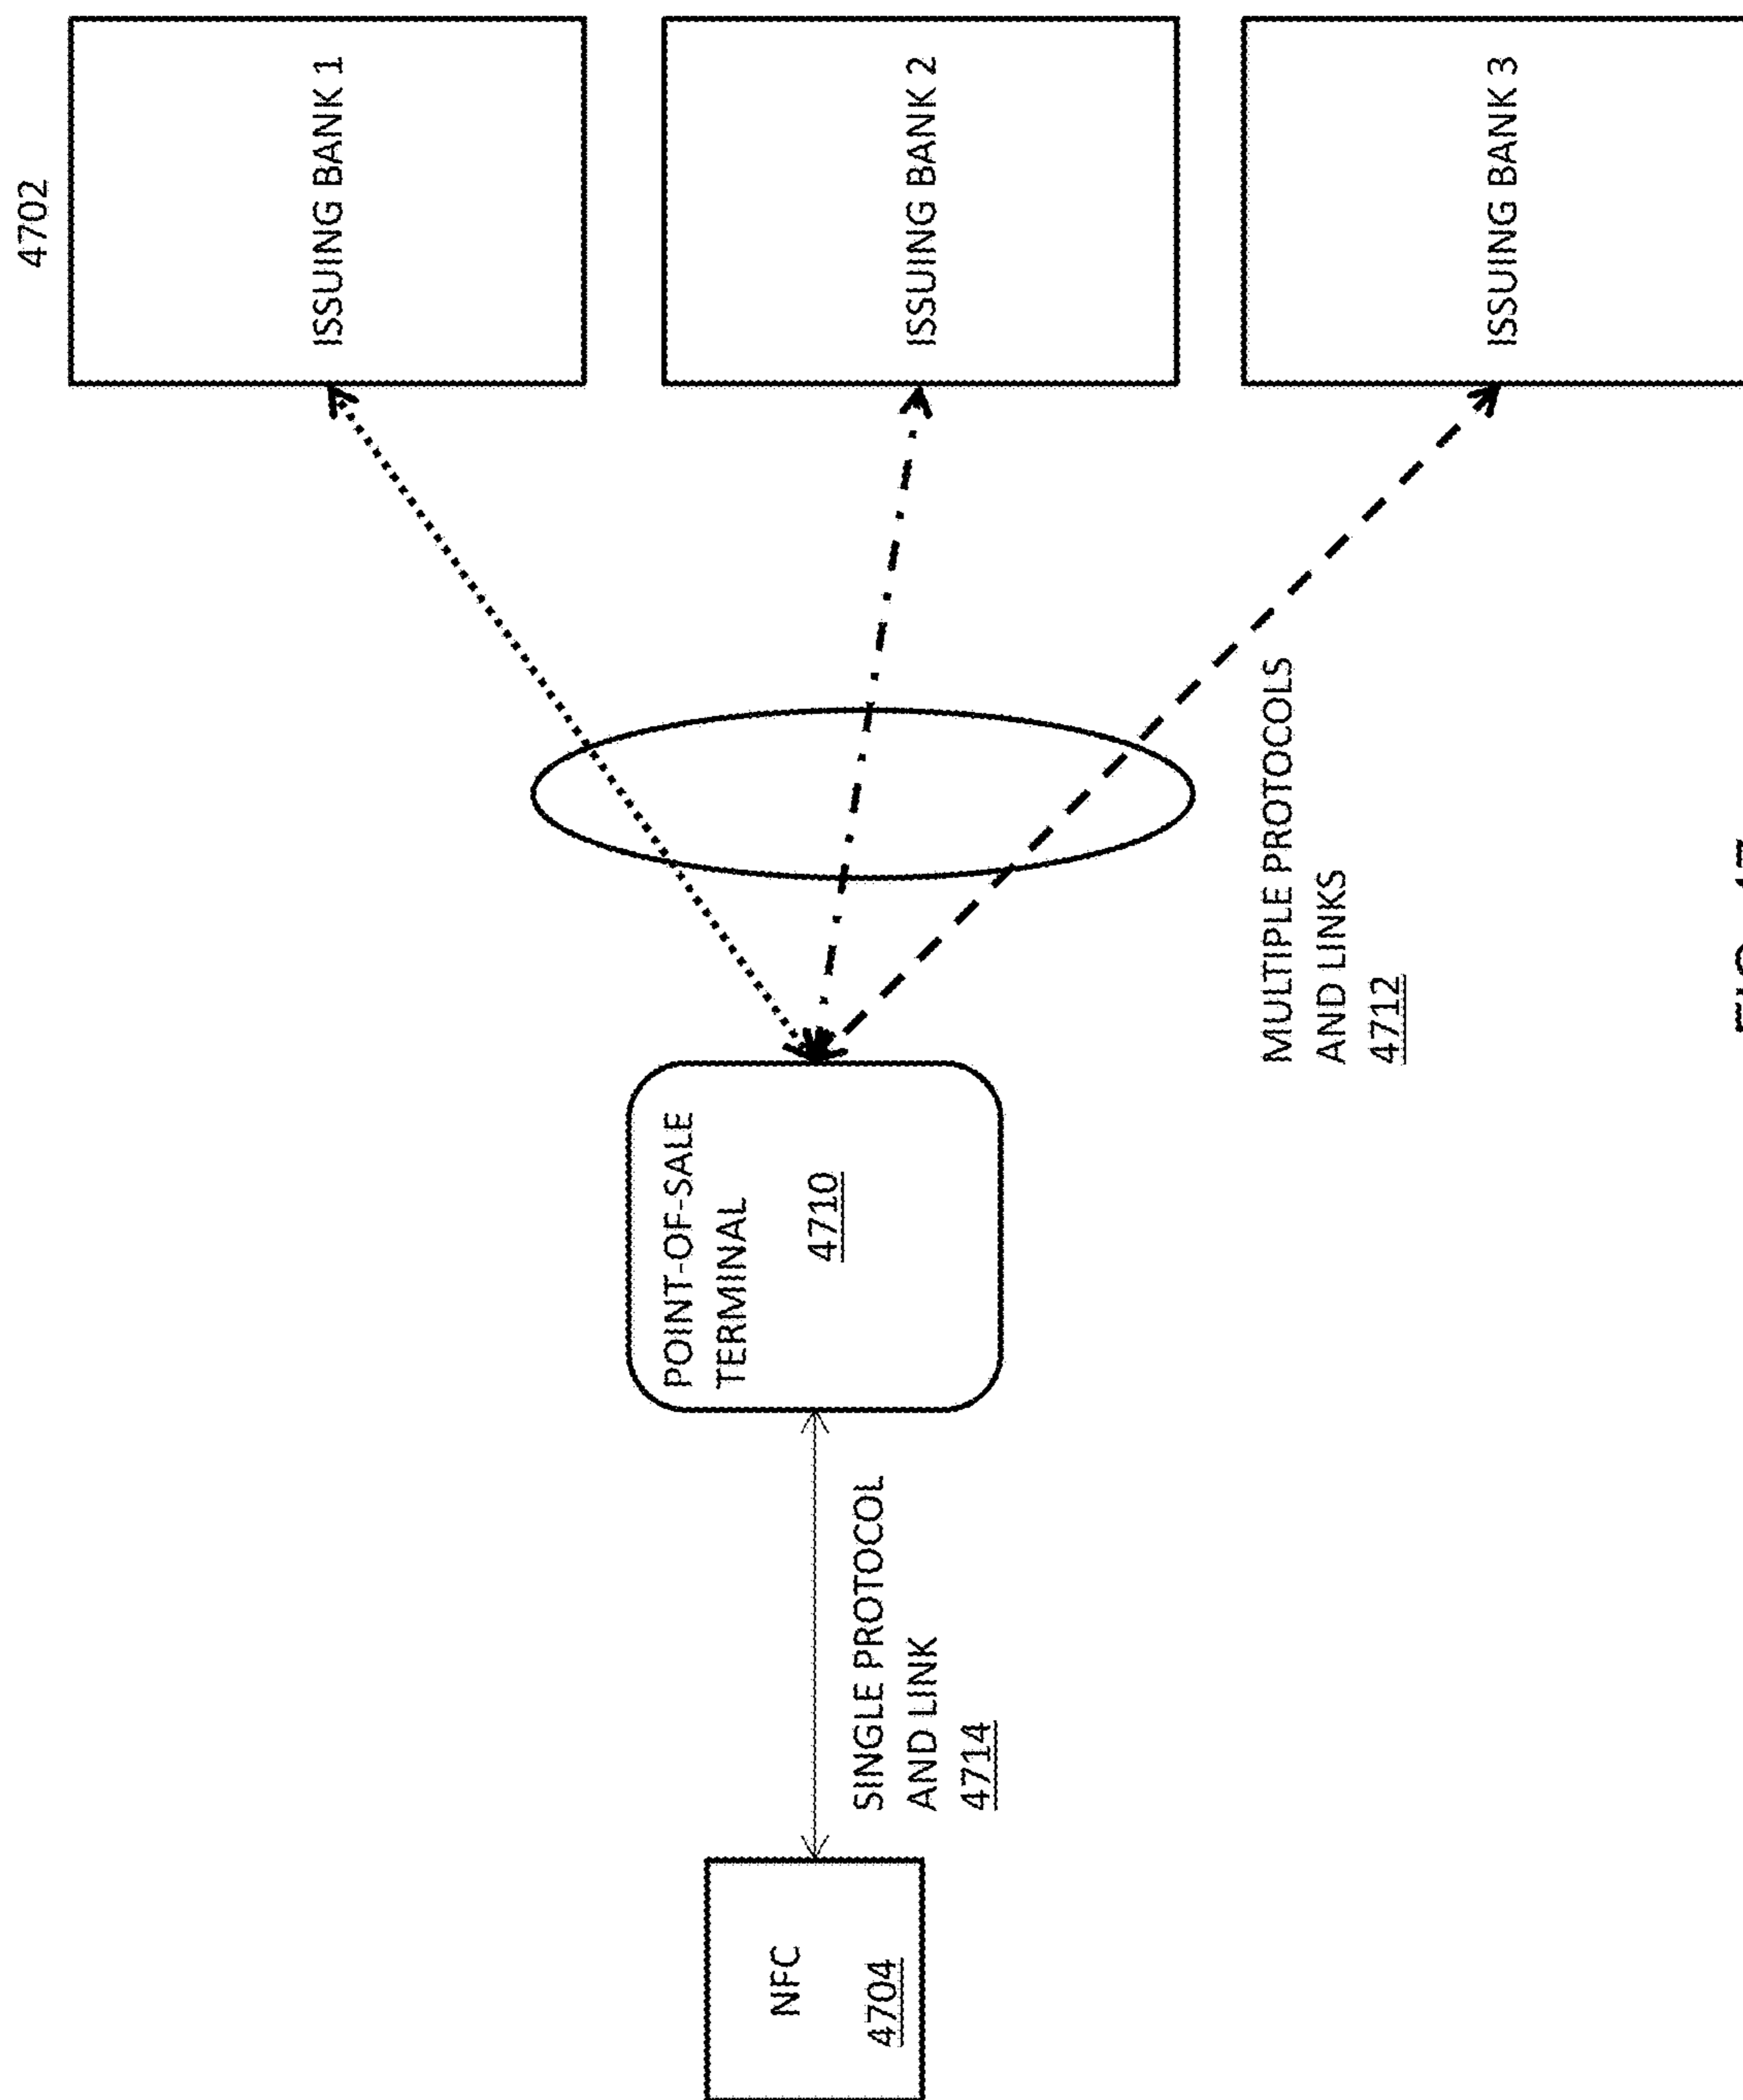 4702
ISSUING BANK 1
ISSUING BANK 2
ISSUING BANK 3
POINT-OF-SALE
TERMINAL
4710
MULTIPLE PROTOCOLS
AND LINKS
4712
SINGLE PROTOCOL
AND LINK
4714
NFC
4704